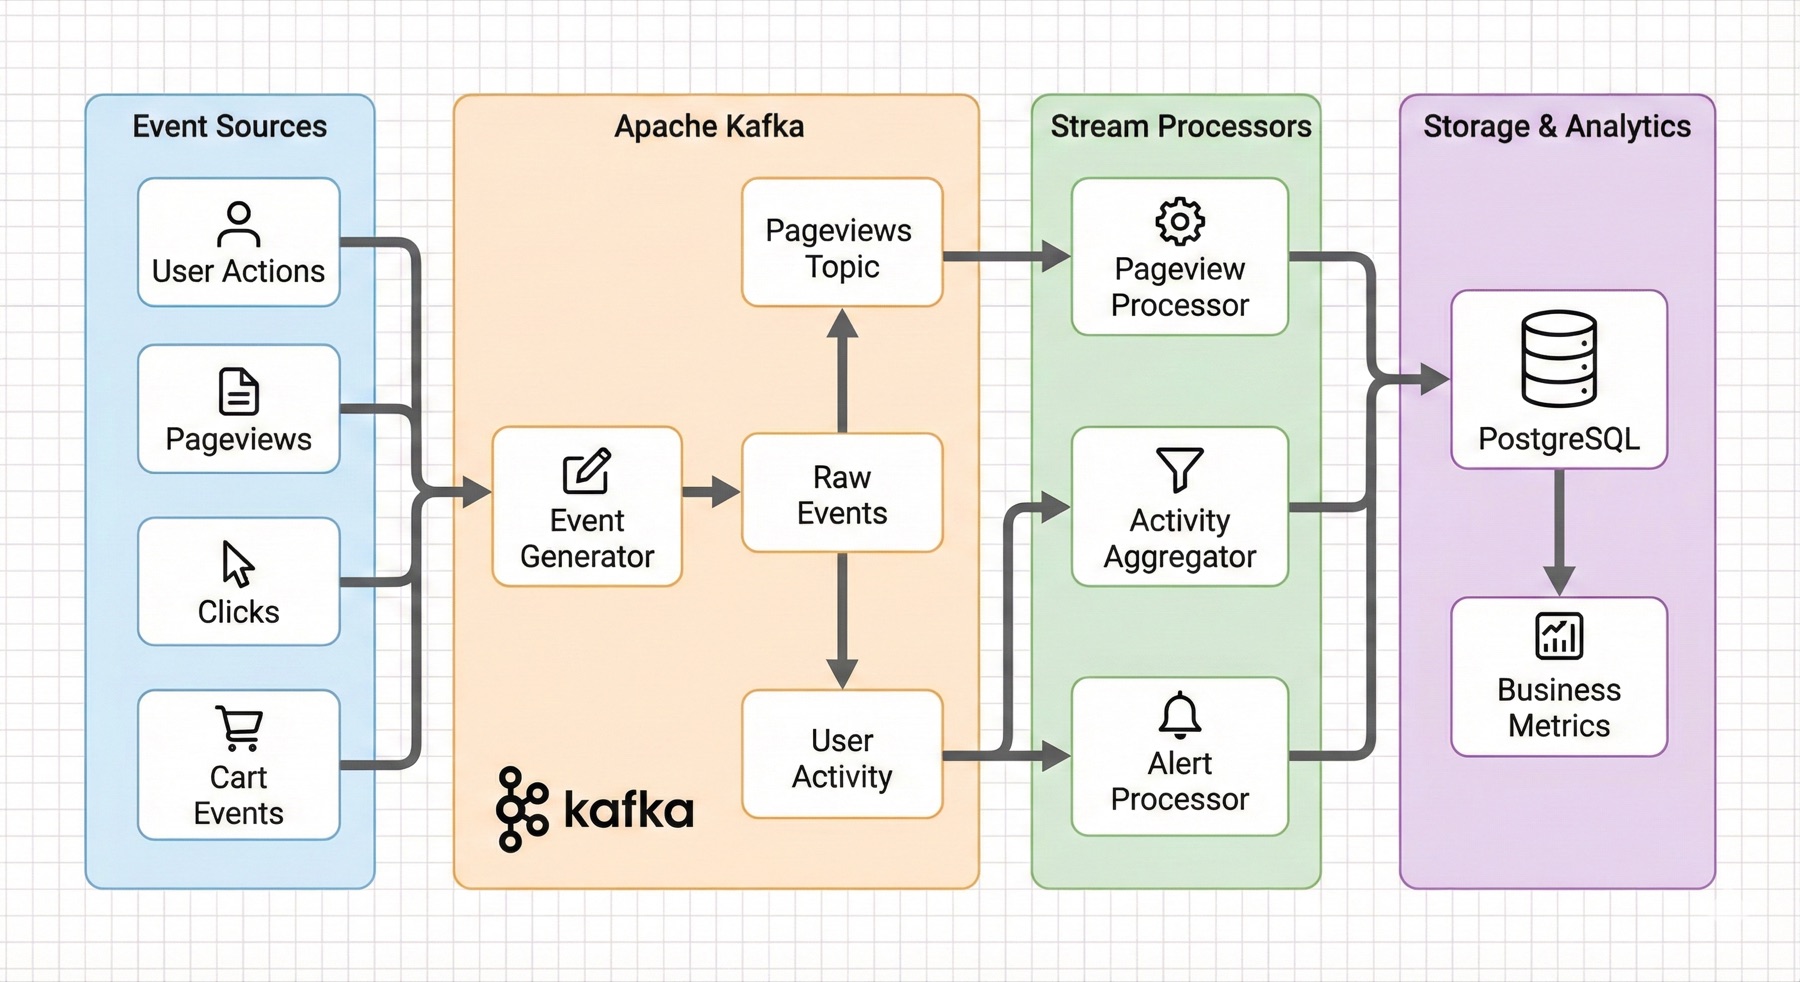 Event Sources
User Actions
Pageviews
Clicks
Cart
Events
Apache Kafka
Pageviews
Topic
Event
Generator
Raw
Events
User
Activity
kafka
Stream Processors
Pageview
Processor
Activity
Aggregator
Alert
Processor
Storage & Analytics
PostgreSQL
Business
Metrics